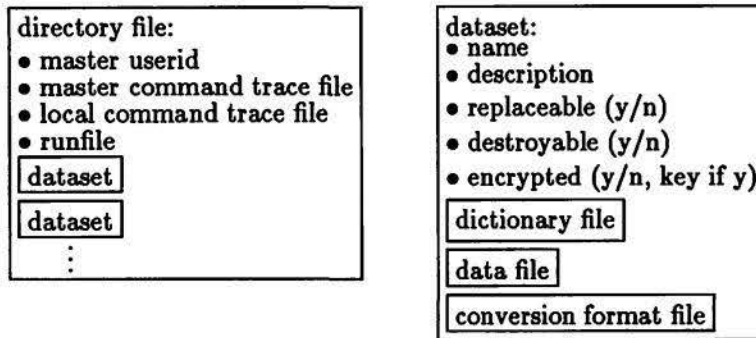 directory file:
• master userid
• master command trace file
• local command trace file
• runfile
dataset
dataset
⋮
dataset:
• name
• description
• replaceable (y/n)
• destroyable (y/n)
• encrypted (y/n, key if y)
dictionary file
data file
conversion format file